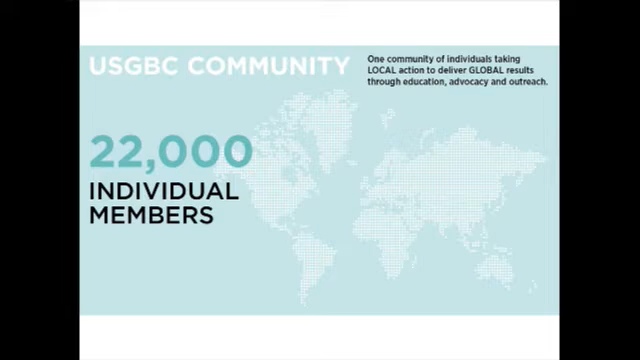 USGBC COMMUNITY
One community of individuals taking
LOCAL action to deliver GLOBAL results
through education, advocacy and outreach.
22,000
INDIVIDUAL
MEMBERS